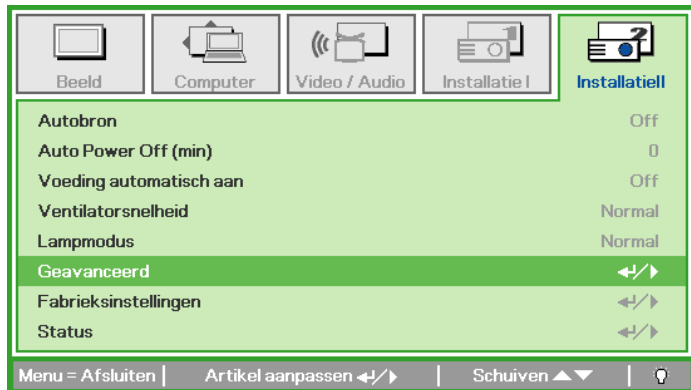 Beeld Computer Video / Audio Installatie I InstallatieII
Autobron Off
Auto Power Off (min) 0
Voeding automatisch aan Off
Ventilatorsnelheid Normal
Lampmodus Normal
Geavanceerd
Fabrieksinstellingen
Status
Menu = Afsluiten | Artikel aanpassen ↵/▶ | Schuiven ▲▼ |